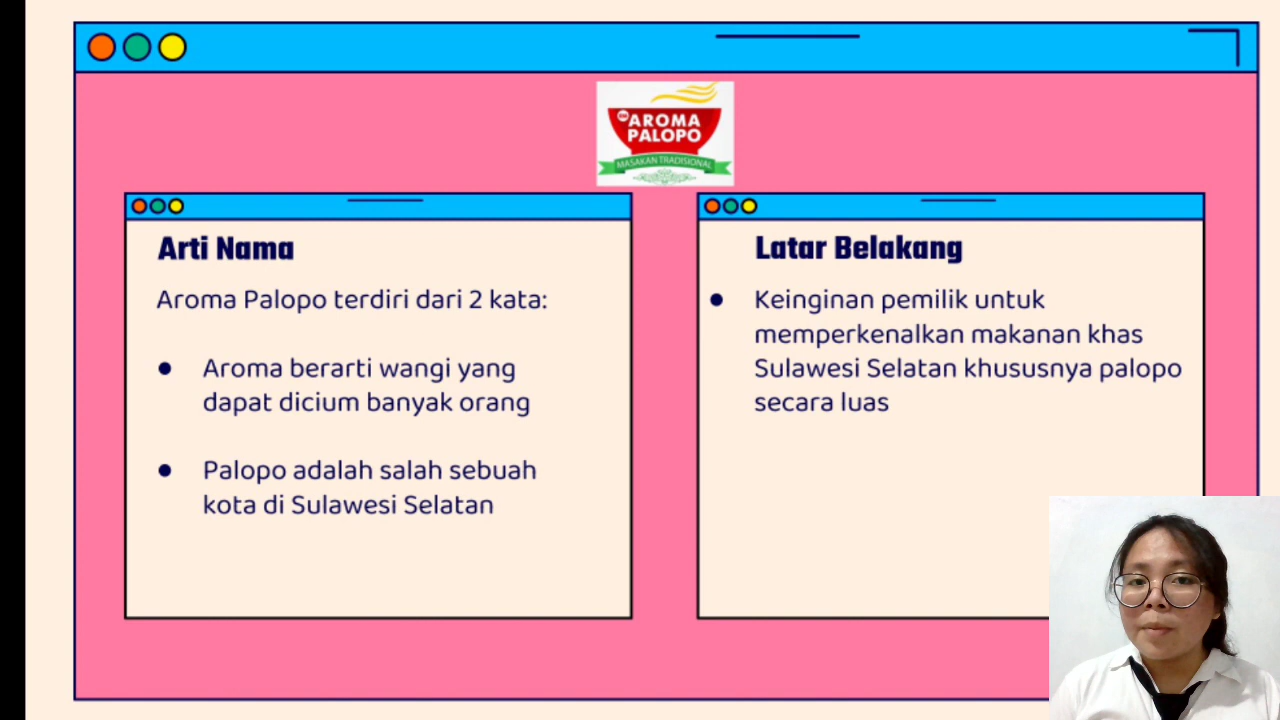 AROMA
PALOPO
MASAKAN TRADISIONAL
Arti Nama
Aroma Palopo terdiri dari 2 kata:
● Aroma berarti wangi yang
dapat dicium banyak orang
● Palopo adalah salah sebuah
kota di Sulawesi Selatan
Latar Belakang
● Keinginan pemilik untuk
memperkenalkan makanan khas
Sulawesi Selatan khususnya palopo
secara luas